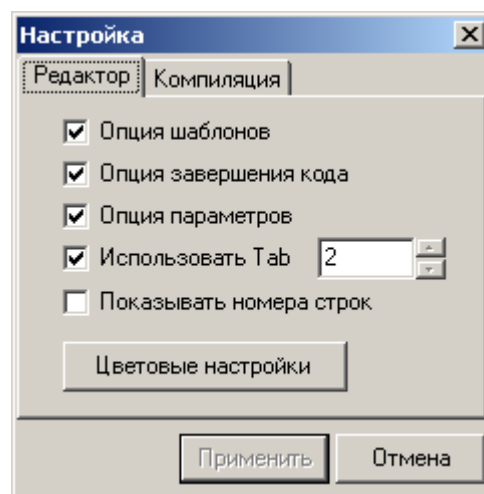 Настройка
Редактор Компиляция
Опция шаблонов
Опция завершения кода
Опция параметров
Использовать Tab 2
Показывать номера строк
Цветовые настройки
Применить Отмена